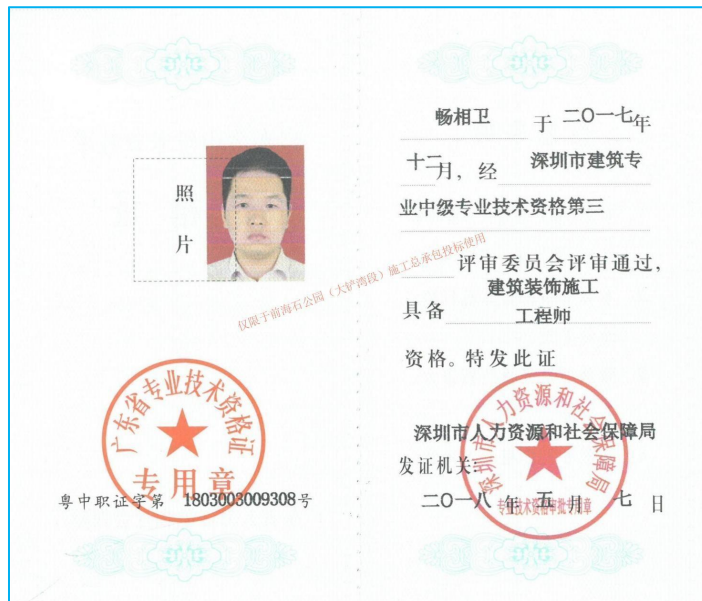 照
片
广东省专业技术资格证
专用章
粤中职证字第 1803003009308号
畅相卫 于 二〇一七年
十二月，经 深圳市建筑专
业中级专业技术资格第三
评审委员会评审通过，
建筑装饰施工
具备 工程师
资格。特发此证
深圳市人力资源和社会保障局
发证机关：
二〇一八 年 五 月 七 日
深圳市人力资源和社会保障局
专业技术资格审批专用章
仅限于前海石公园（大铲湾段）施工总承包投标使用